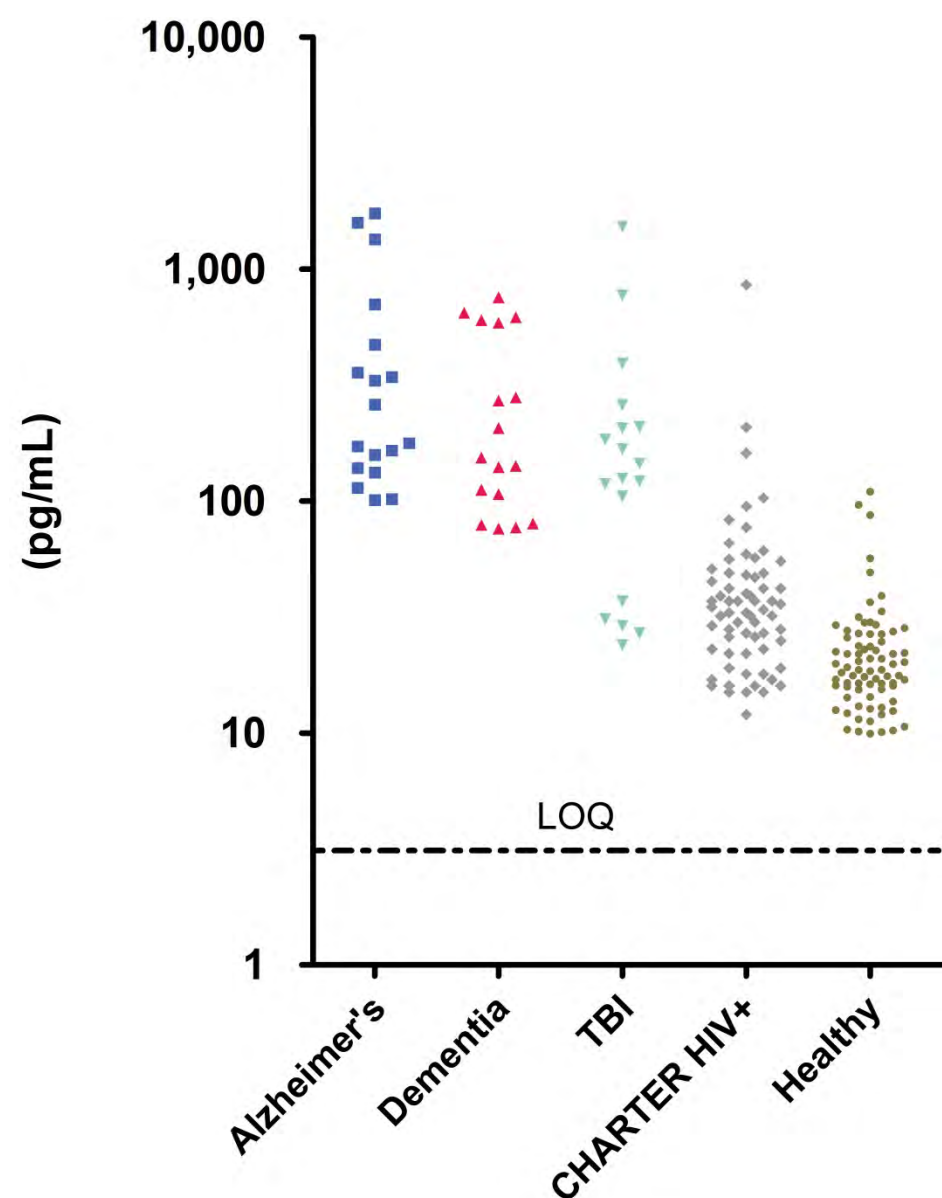 10,000
1,000
100
10
1
(pg/mL)
LOQ
Alzheimer's
Dementia
TBI
CHARTER HIV+
Healthy